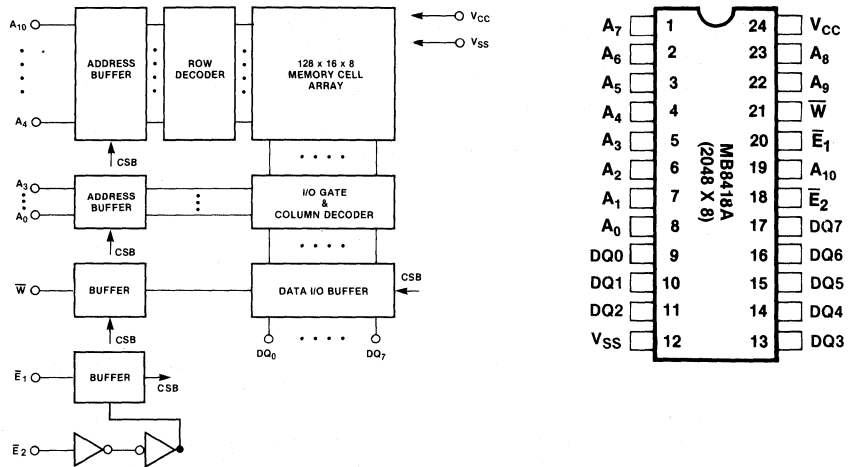 A10
ADDRESS
BUFFER
ROW
DECODER
128 x 16 x 8
MEMORY CELL
ARRAY
VCC
VSS
A4
CSB
A3
A0
ADDRESS
BUFFER
I/O GATE
&
COLUMN DECODER
CSB
W̅
BUFFER
DATA I/O BUFFER
CSB
CSB
DQ0
DQ7
E̅1
BUFFER
CSB
E̅2
A7 1 24 VCC
A6 2 23 A8
A5 3 22 A9
A4 4 21 W̅
A3 5 20 E̅1
A2 6 19 A10
A1 7 18 E̅2
A0 8 17 DQ7
DQ0 9 16 DQ6
DQ1 10 15 DQ5
DQ2 11 14 DQ4
VSS 12 13 DQ3
MB8418A
(2048 X 8)